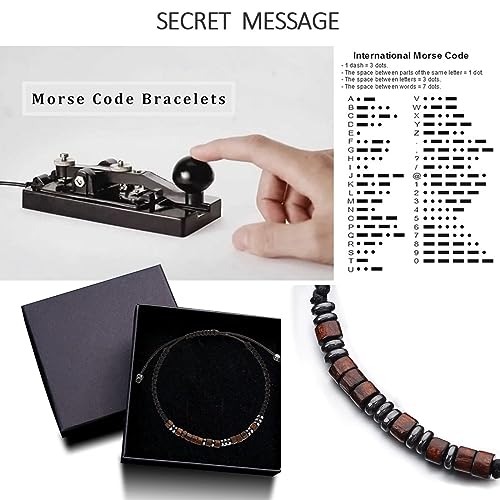 SECRET MESSAGE
Morse Code Bracelets
International Morse Code
- 1 dash = 3 dots.
- The space between parts of the same letter = 1 dot.
- The space between letters = 3 dots.
- The space between words = 7 dots.
A
B
C
D
E
F
G
H
I
J
K
L
M
N
O
P
Q
R
S
T
U
V
W
X
Y
Z
.
,
?
/
@
1
2
3
4
5
6
7
8
9
0